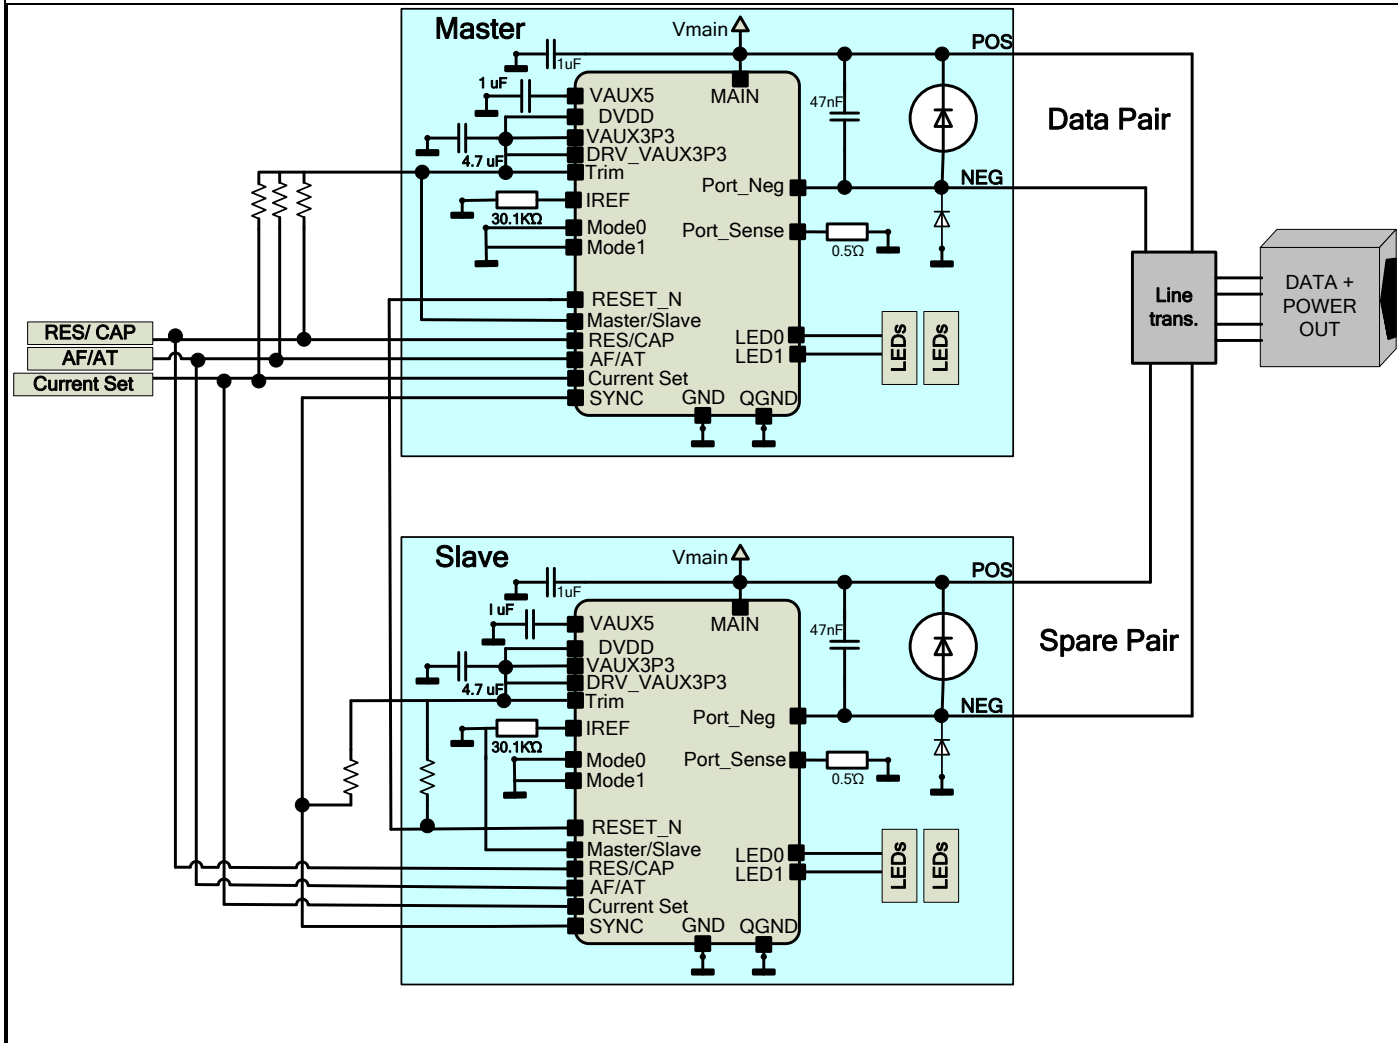 Master
Vmain
POS
1uF
1 uF
VAUX5
MAIN
DVDD
47nF
Data Pair
VAUX3P3
4.7 uF
DRV_VAUX3P3
Trim
Port_Neg
NEG
IREF
30.1KΩ
Mode0
Port_Sense
Mode1
0.5Ω
Line
trans.
DATA +
POWER
OUT
RESET_N
Master/Slave
RES/ CAP
RES/CAP
LED0
LEDs
LEDs
AF/AT
AF/AT
LED1
Current Set
Current Set
SYNC
GND
QGND
Slave
Vmain
POS
1uF
I uF
VAUX5
MAIN
47nF
Spare Pair
DVDD
VAUX3P3
4.7 uF
DRV_VAUX3P3
Trim
NEG
Port_Neg
IREF
30.1KΩ
Mode0
Port_Sense
Mode1
0.5Ω
RESET_N
Master/Slave
LED0
LEDs
LEDs
RES/CAP
LED1
AF/AT
Current Set
SYNC
GND
QGND